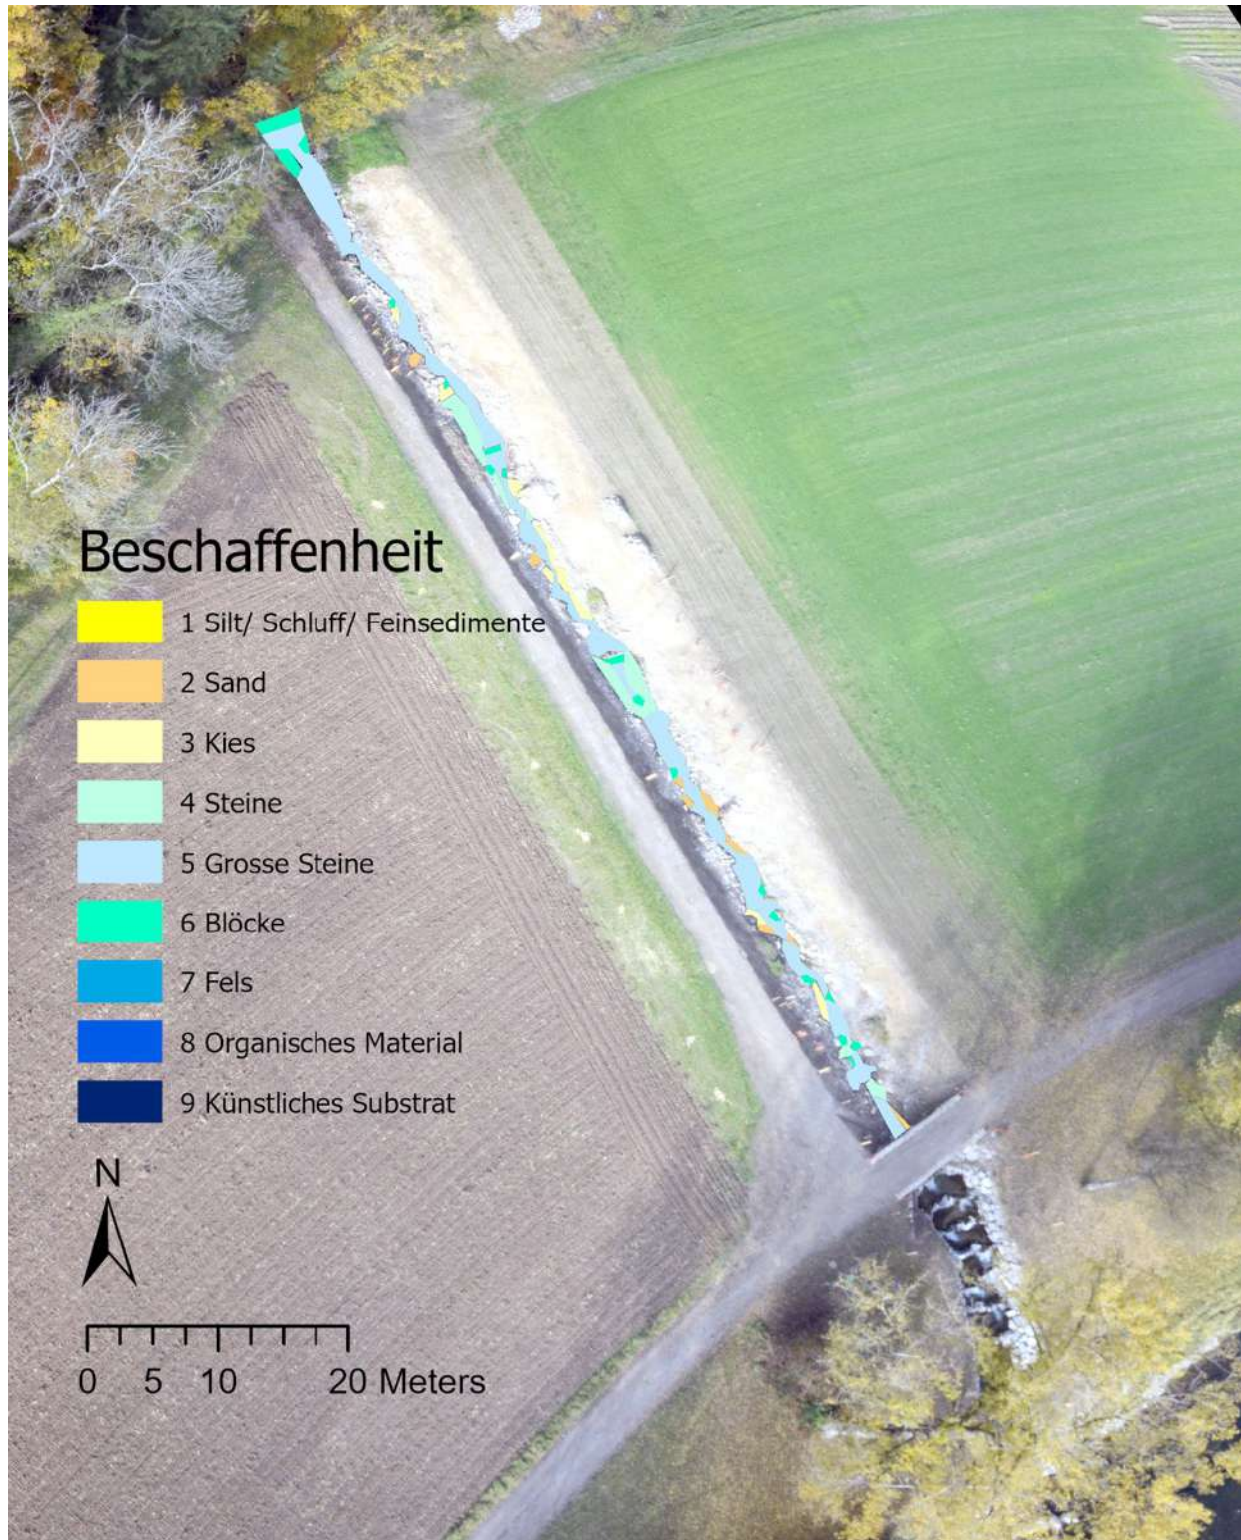 Beschaffenheit
1 Silt/ Schluff/ Feinsedimente
2 Sand
3 Kies
4 Steine
5 Grosse Steine
6 Blöcke
7 Fels
8 Organisches Material
9 Künstliches Substrat
N
0 5 10 20 Meters